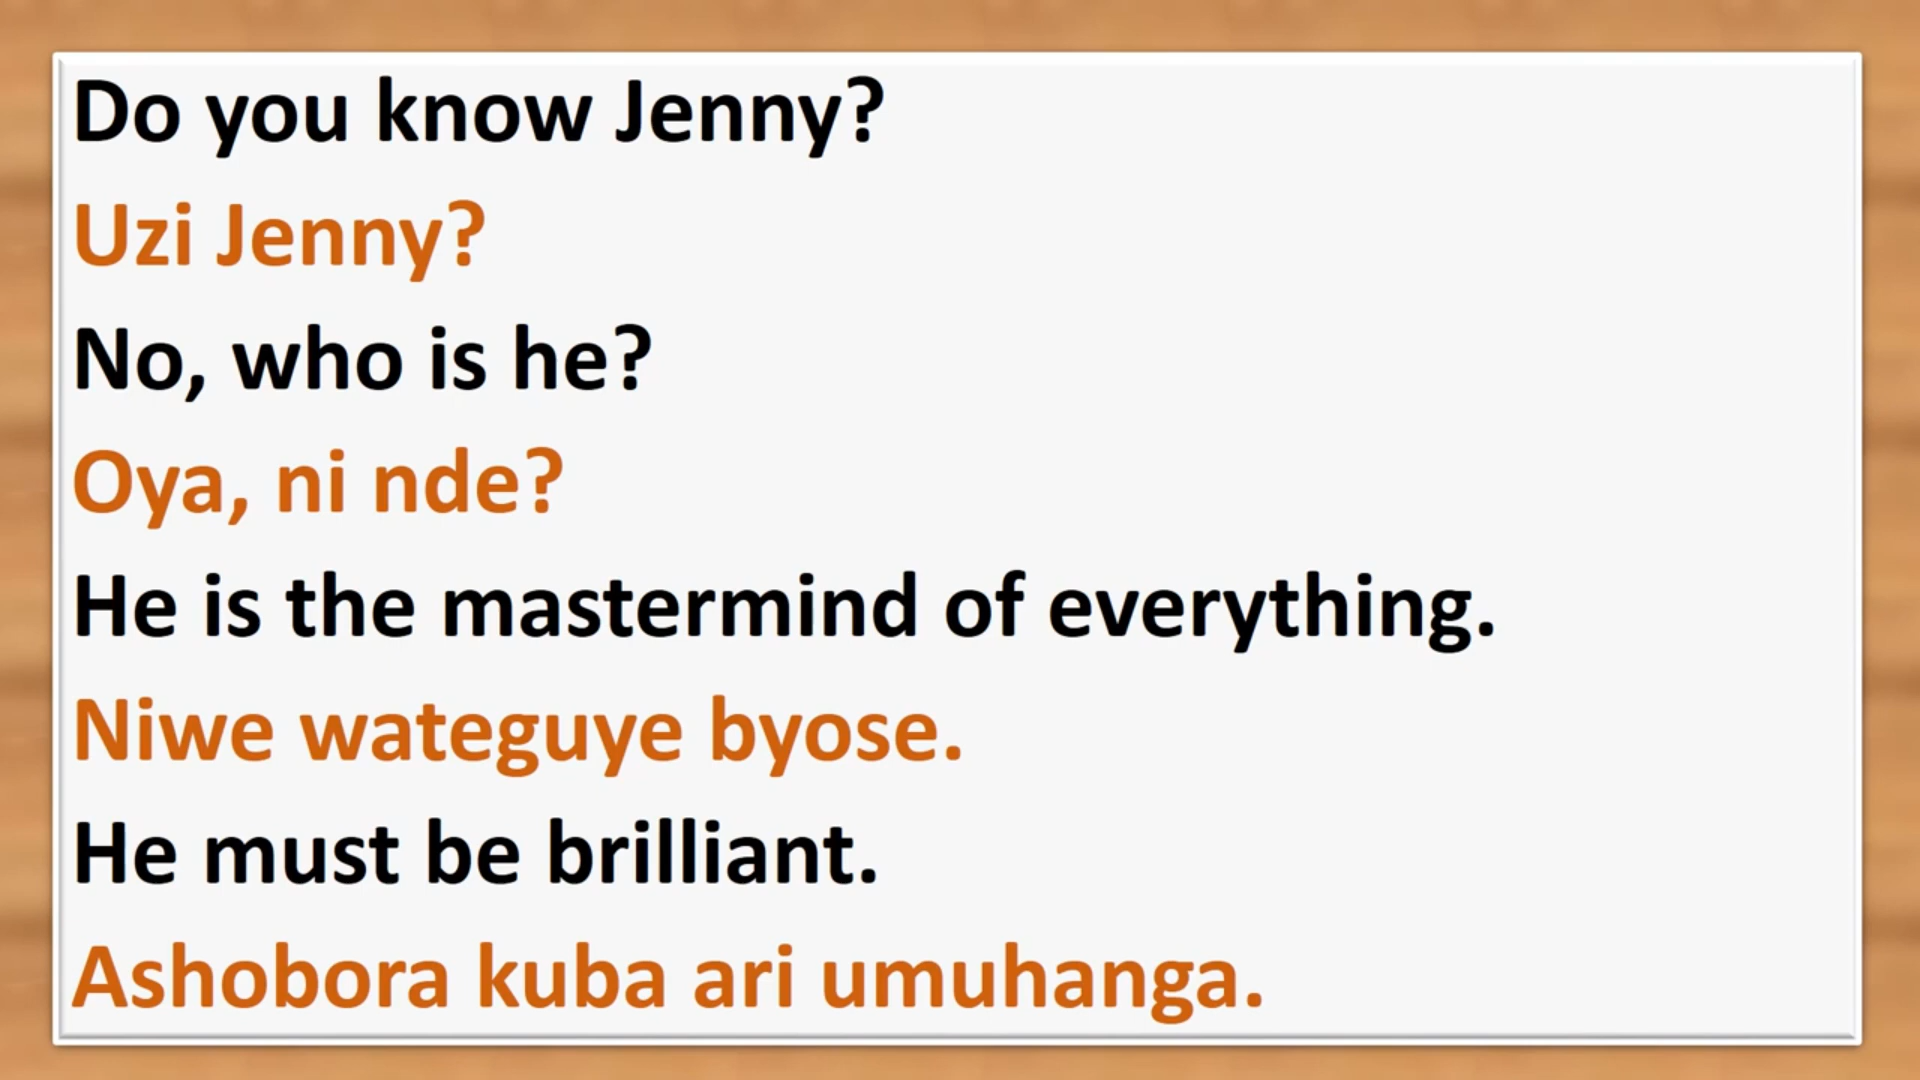 Do you know Jenny?
Uzi Jenny?
No, who is he?
Oya, ni nde?
He is the mastermind of everything.
Niwe wateguye byose.
He must be brilliant.
Ashobora kuba ari umuhanga.